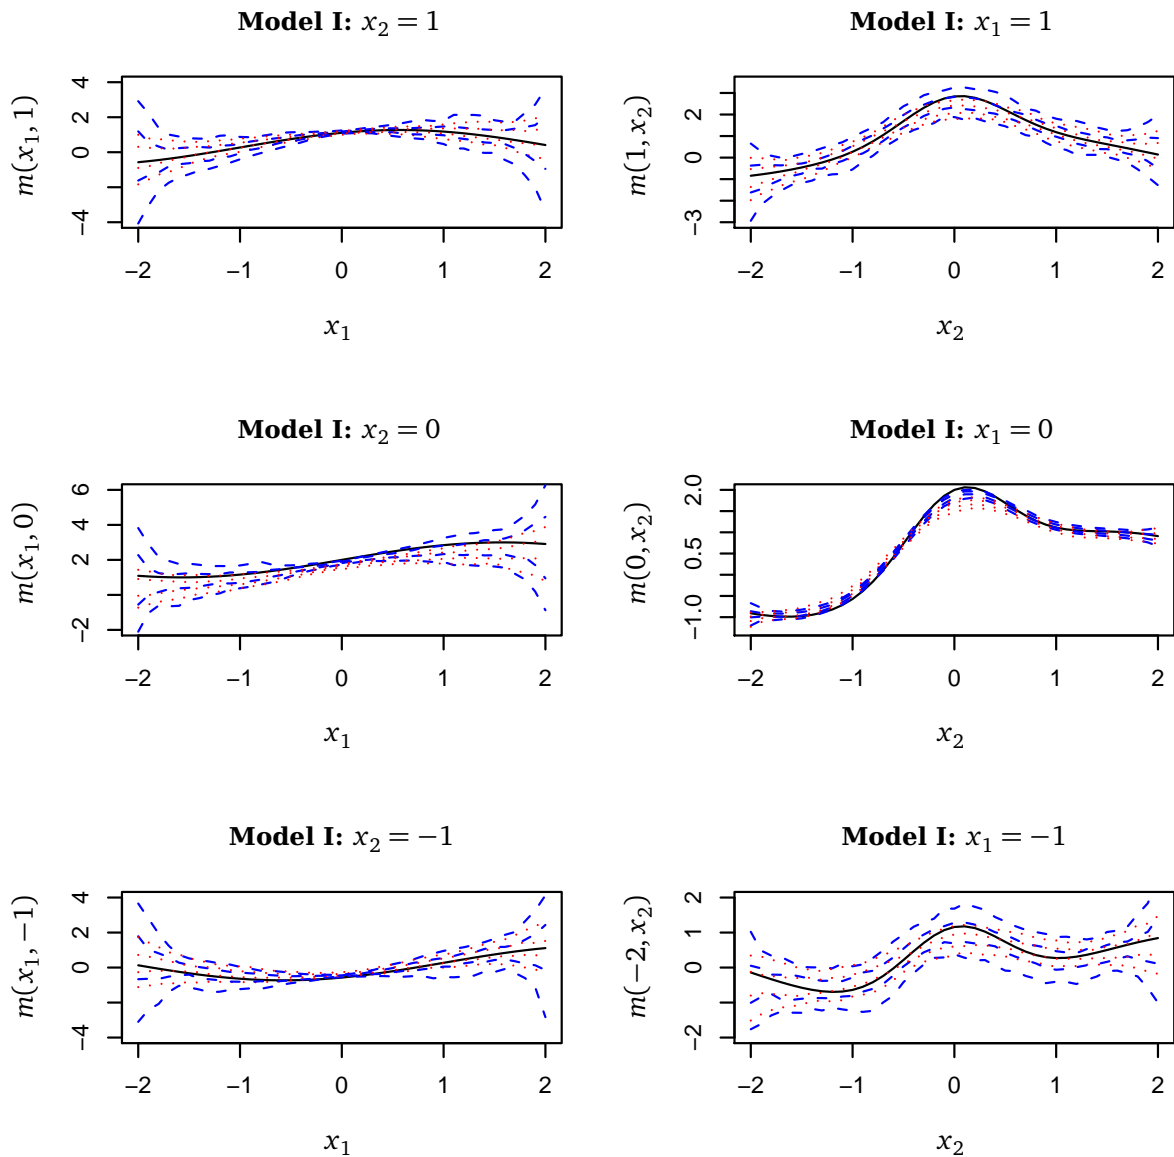 Model I: x₂ = 1
m(x₁, 1)
4
2
0
−4
−2 −1 0 1 2
x₁
Model I: x₁ = 1
m(1, x₂)
2
0
−3
−2 −1 0 1 2
x₂
Model I: x₂ = 0
m(x₁, 0)
6
4
2
−2
−2 −1 0 1 2
x₁
Model I: x₁ = 0
m(0, x₂)
2.0
0.5
−1.0
−2 −1 0 1 2
x₂
Model I: x₂ = −1
m(x₁, −1)
4
2
0
−4
−2 −1 0 1 2
x₁
Model I: x₁ = −1
m(−2, x₂)
2
1
0
−2
−2 −1 0 1 2
x₂